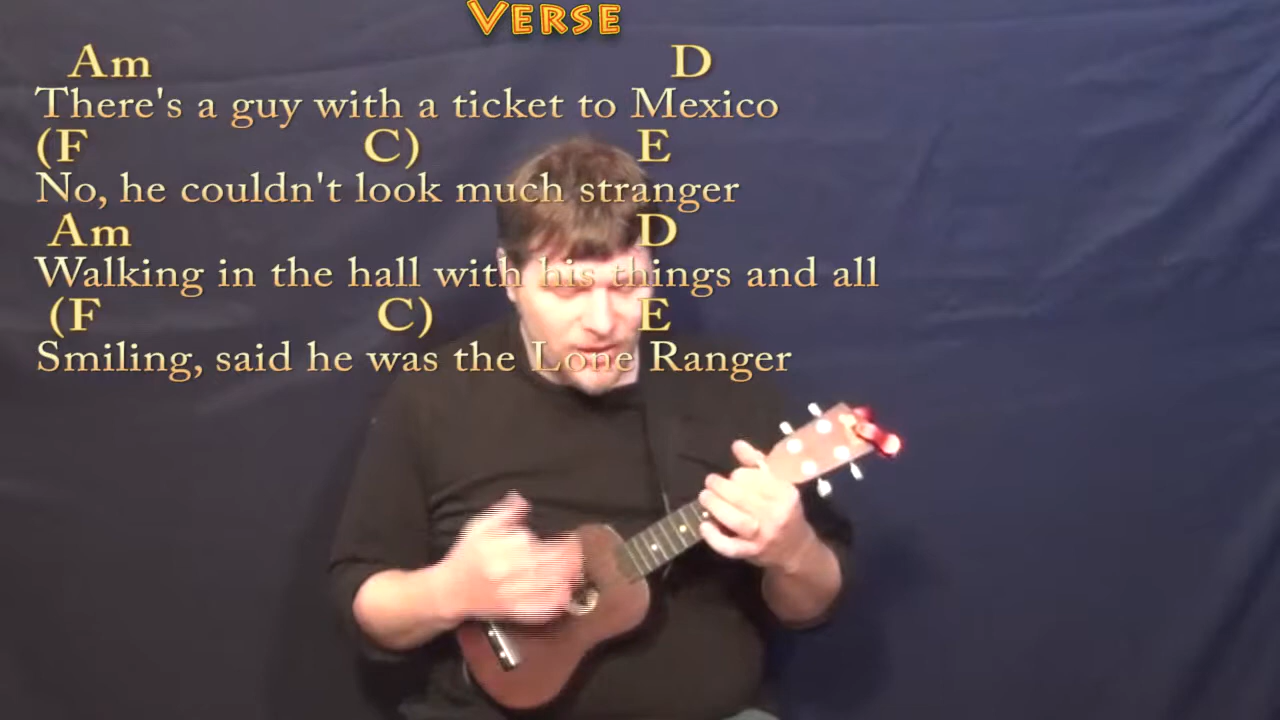 VERSE
Am D
There's a guy with a ticket to Mexico
(F C) E
No, he couldn't look much stranger
Am D
Walking in the hall with his things and all
(F C) E
Smiling, said he was the Lone Ranger